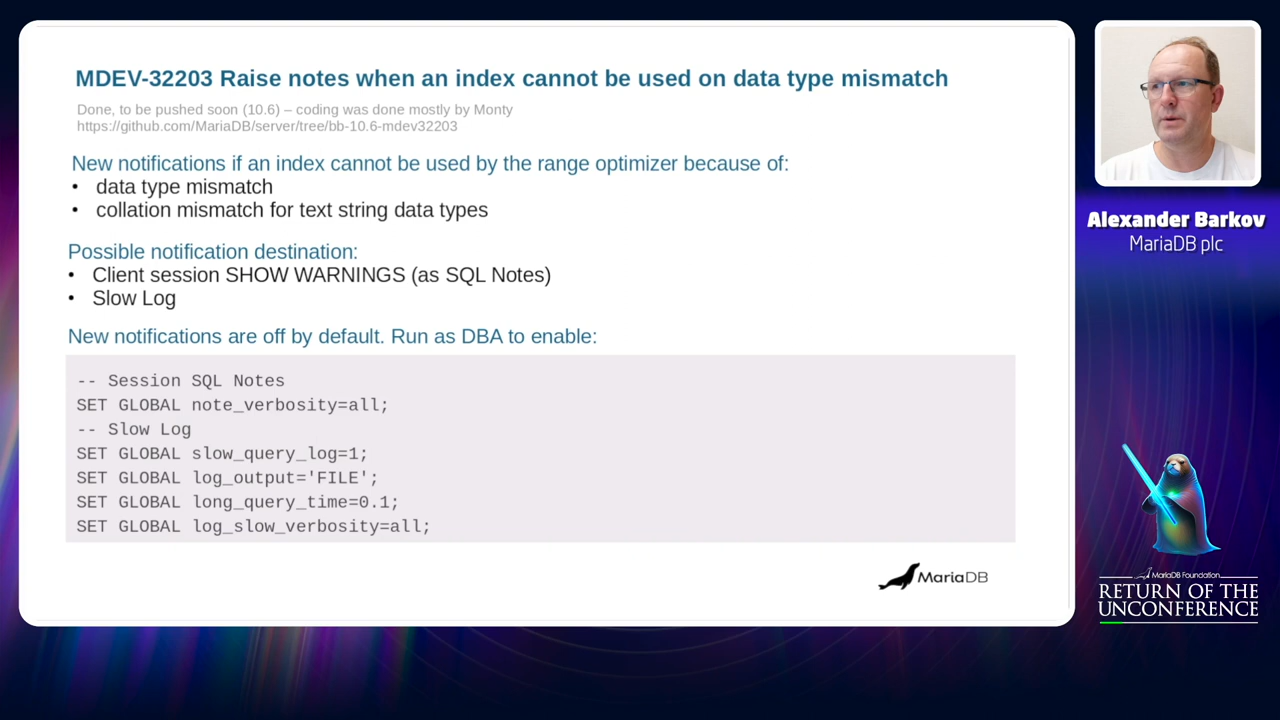 MDEV-32203 Raise notes when an index cannot be used on data type mismatch
Done, to be pushed soon (10.6) – coding was done mostly by Monty
https://github.com/MariaDB/server/tree/bb-10.6-mdev32203
New notifications if an index cannot be used by the range optimizer because of:
• data type mismatch
• collation mismatch for text string data types
Possible notification destination:
• Client session SHOW WARNINGS (as SQL Notes)
• Slow Log
New notifications are off by default. Run as DBA to enable:
-- Session SQL Notes
SET GLOBAL note_verbosity=all;
-- Slow Log
SET GLOBAL slow_query_log=1;
SET GLOBAL log_output='FILE';
SET GLOBAL long_query_time=0.1;
SET GLOBAL log_slow_verbosity=all;
MariaDB
Alexander Barkov
MariaDB plc
MariaDB Foundation
RETURN OF THE
UNCONFERENCE